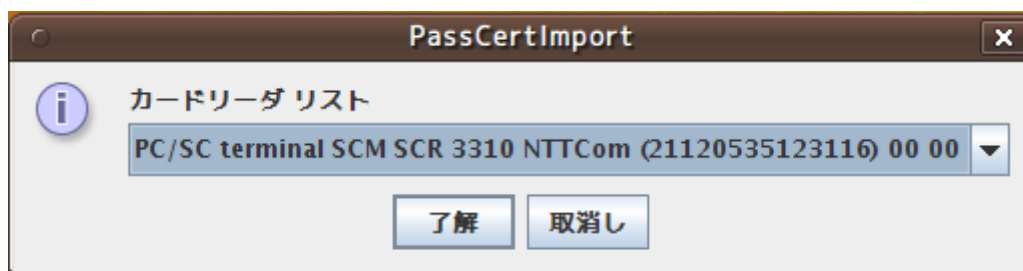 PassCertImport
カードリーダ リスト
PC/SC terminal SCM SCR 3310 NTTCom (21120535123116) 00 00
了解 取消し